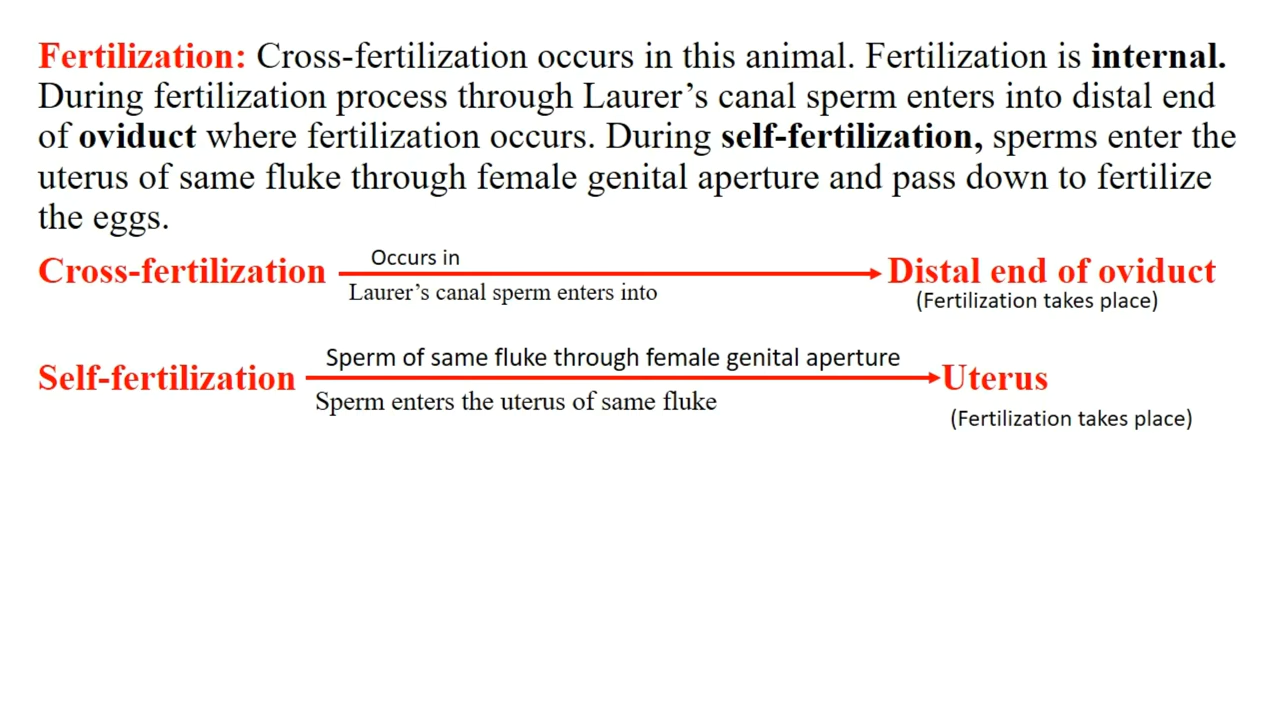 Fertilization: Cross-fertilization occurs in this animal. Fertilization is internal.
During fertilization process through Laurer’s canal sperm enters into distal end
of oviduct where fertilization occurs. During self-fertilization, sperms enter the
uterus of same fluke through female genital aperture and pass down to fertilize
the eggs.
Occurs in
Cross-fertilization Distal end of oviduct
Laurer’s canal sperm enters into
(Fertilization takes place)
Sperm of same fluke through female genital aperture
Self-fertilization Uterus
Sperm enters the uterus of same fluke
(Fertilization takes place)